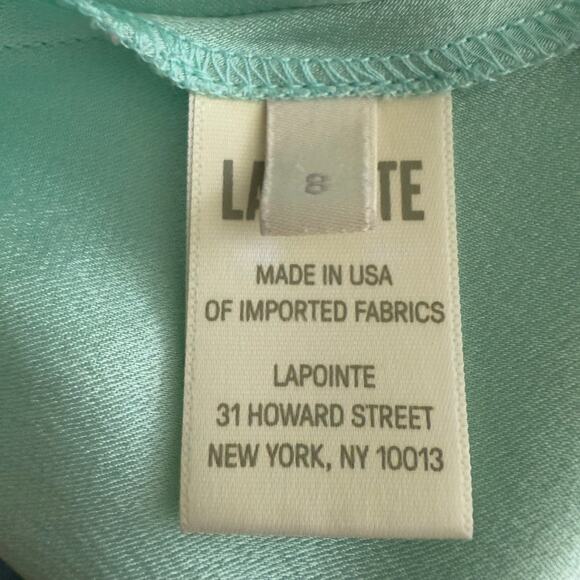 LA TE
8
MADE IN USA
OF IMPORTED FABRICS
LAPOINTE
31 HOWARD STREET
NEW YORK, NY 10013